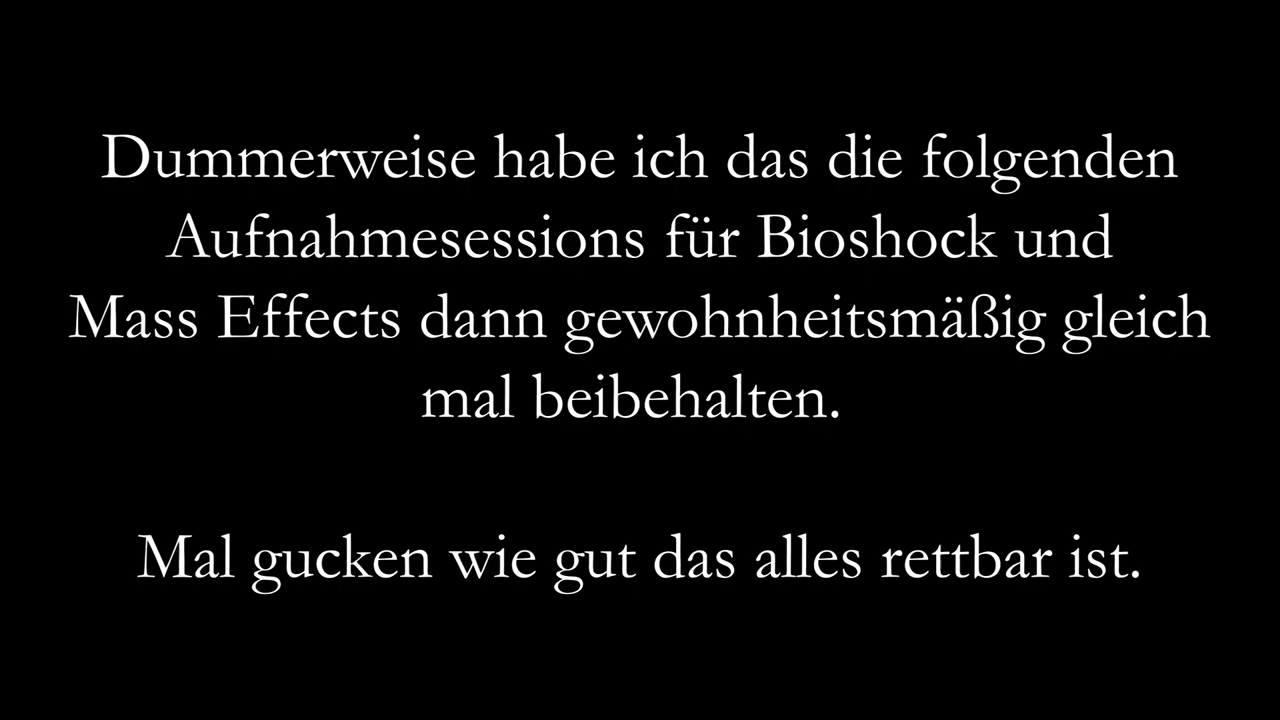 Dummerweise habe ich das die folgenden
Aufnahmesessions für Bioshock und
Mass Effects dann gewohnheitsmäßig gleich
mal beibehalten.
Mal gucken wie gut das alles rettbar ist.